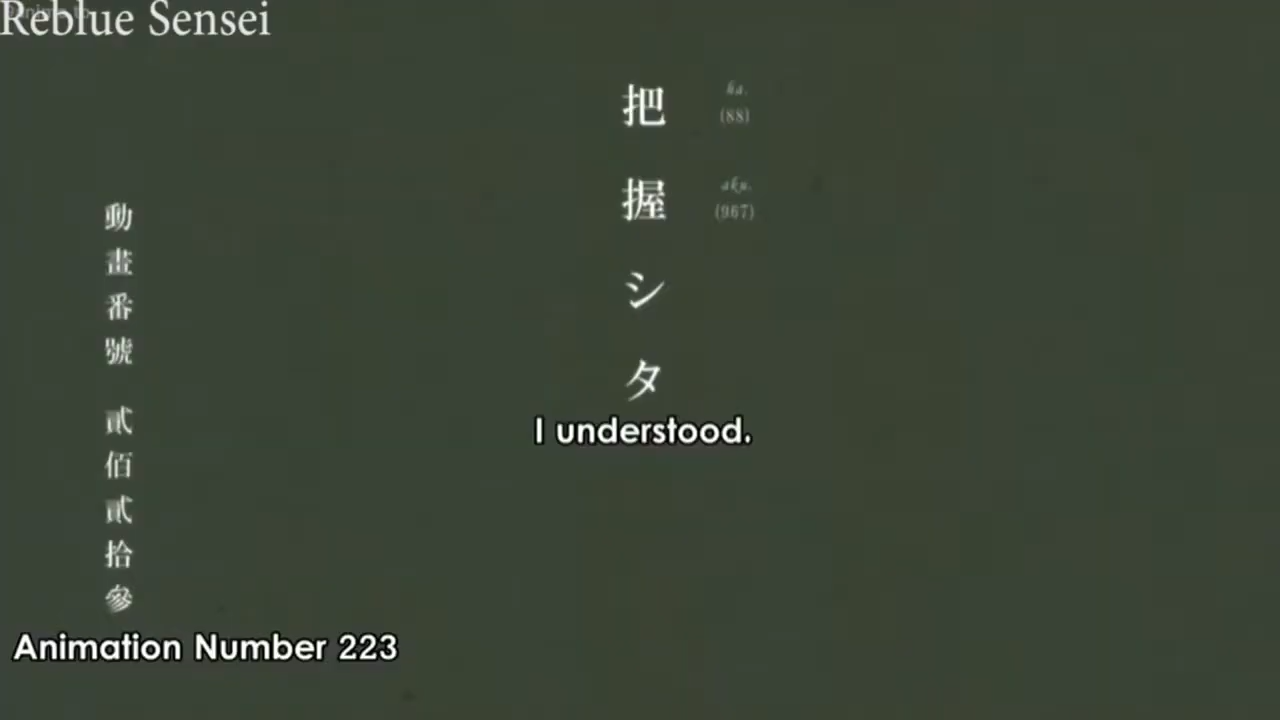 Reblue Sensei
把握シタ
ha.
(88)
aku.
(967)
動畫番號 貳佰貳拾參
I understood.
Animation Number 223